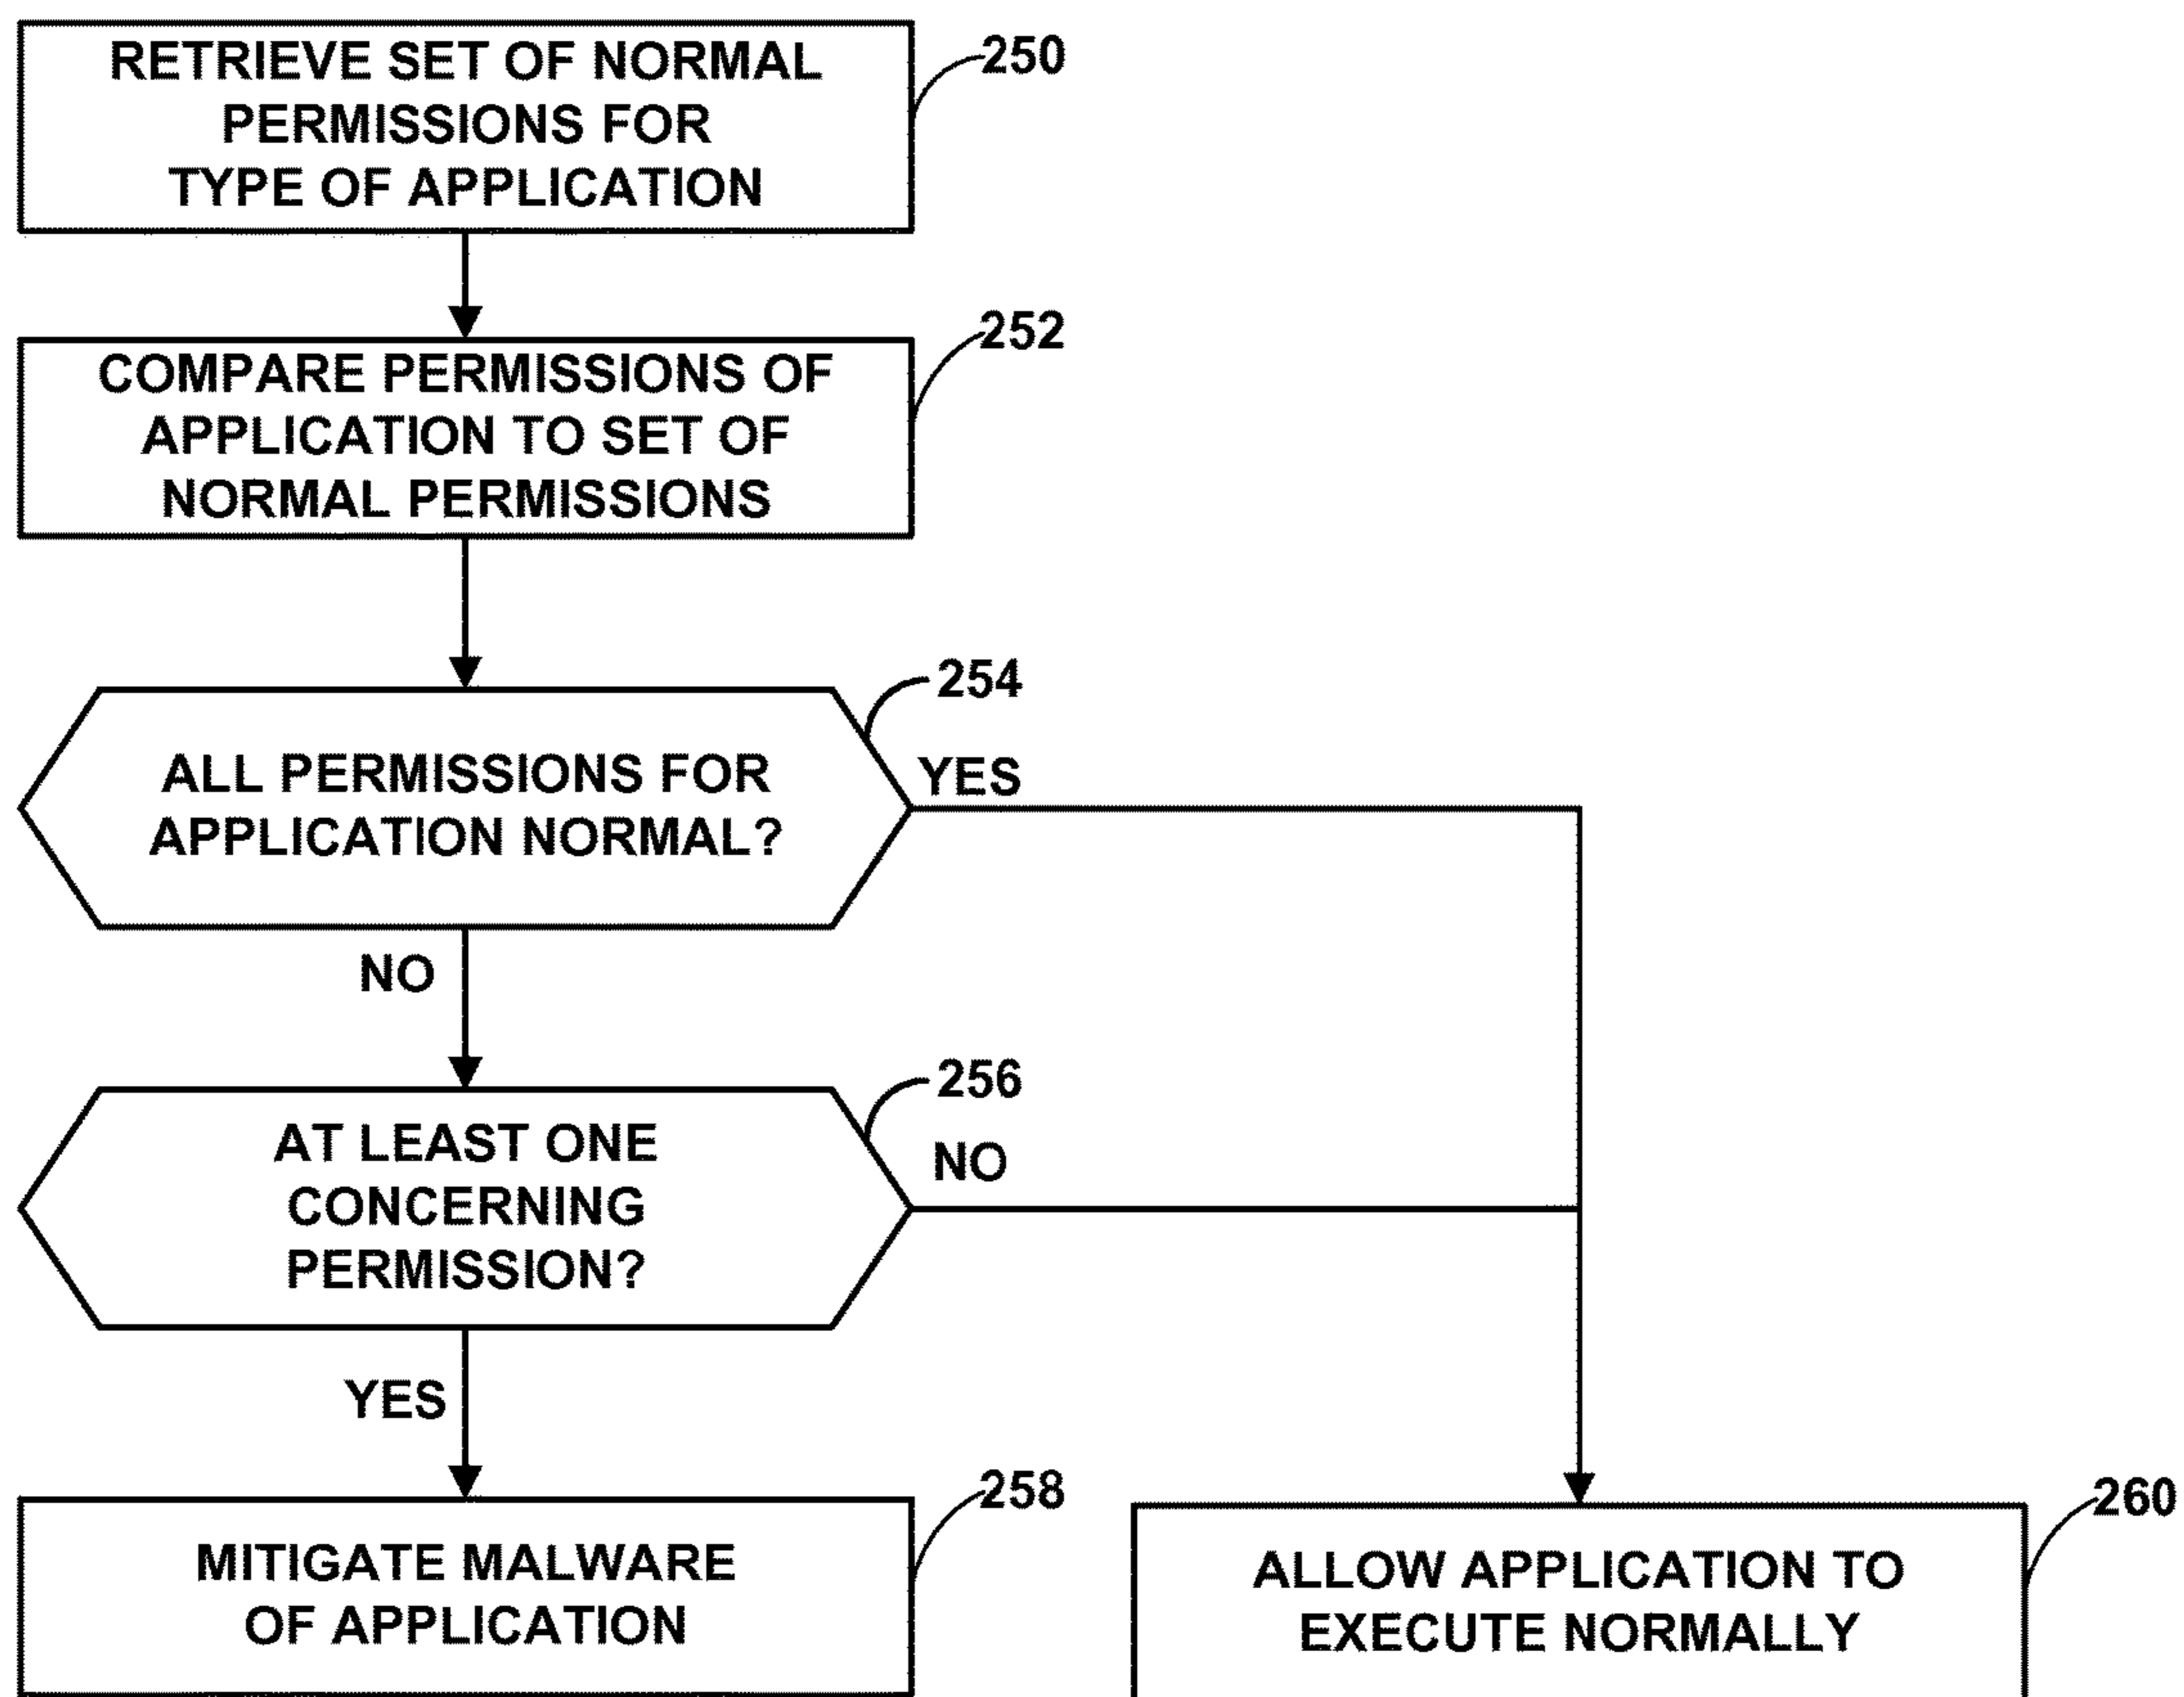 RETRIEVE SET OF NORMAL
PERMISSIONS FOR
TYPE OF APPLICATION
250
COMPARE PERMISSIONS OF
APPLICATION TO SET OF
NORMAL PERMISSIONS
252
254
ALL PERMISSIONS FOR
APPLICATION NORMAL?
YES
NO
256
AT LEAST ONE
CONCERNING
PERMISSION?
NO
YES
258
MITIGATE MALWARE
OF APPLICATION
260
ALLOW APPLICATION TO
EXECUTE NORMALLY